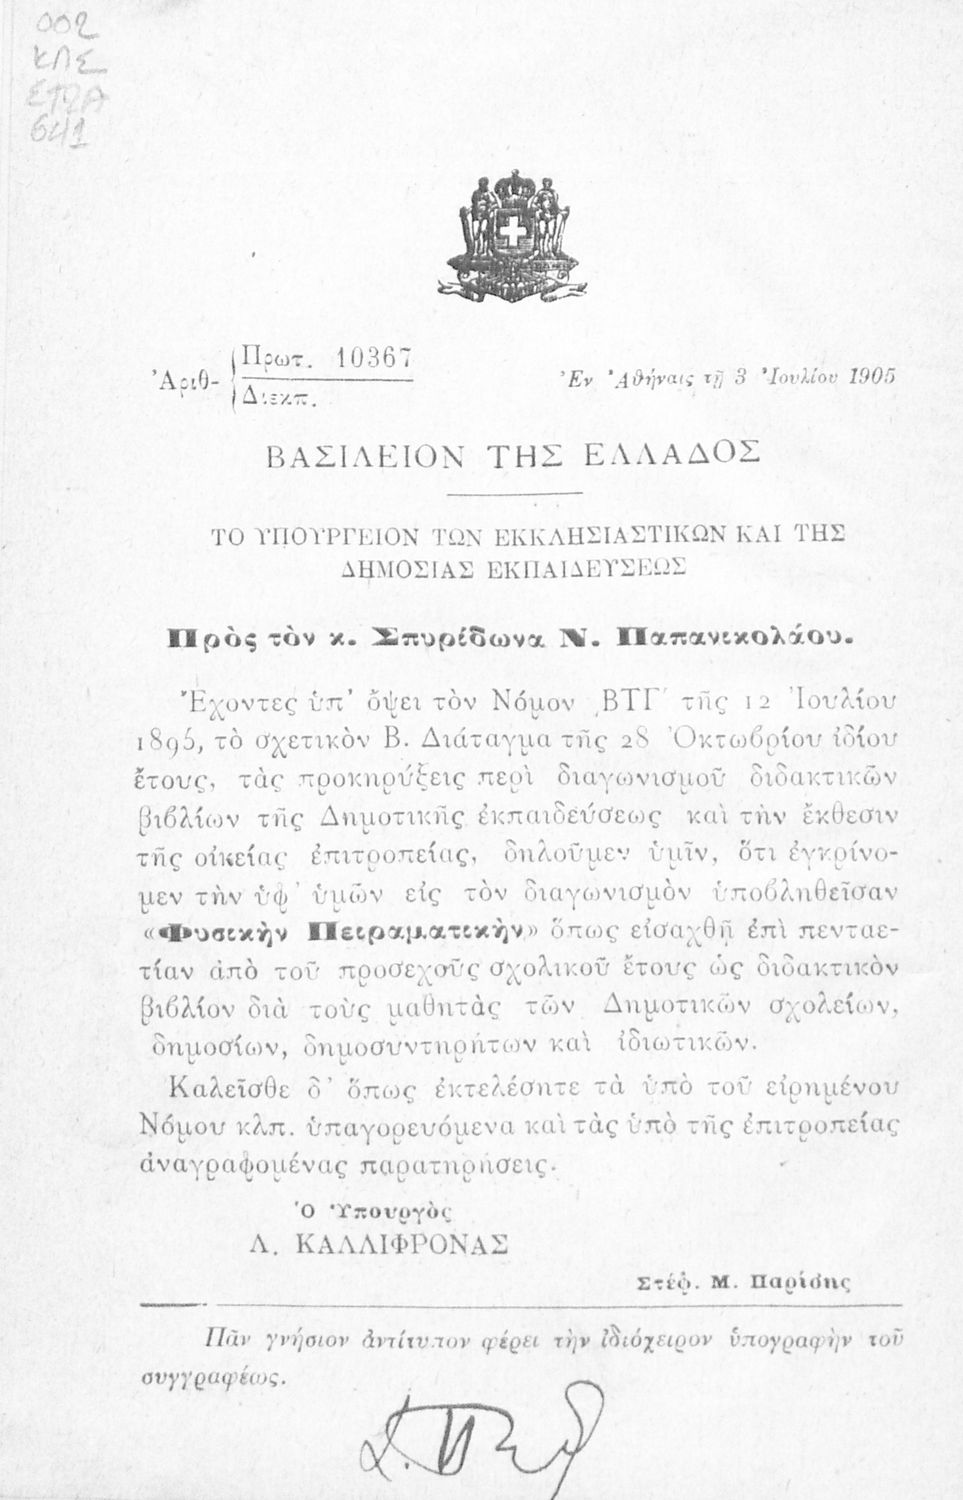 002
ΚΠΣ
ΕΤ2Α
641
Ἀριθ-
Πρωτ. 10367
Διεκπ.
Ἐν Ἀθήναις τῇ 3 Ἰουλίου 1905
ΒΑΣΙΛΕΙΟΝ ΤΗΣ ΕΛΛΑΔΟΣ
ΤΟ ΥΠΟΥΡΓΕΙΟΝ ΤΩΝ ΕΚΚΛΗΣΙΑΣΤΙΚΩΝ ΚΑΙ ΤΗΣ
ΔΗΜΟΣΙΑΣ ΕΚΠΑΙΔΕΥΣΕΩΣ
Πρὸς τὸν κ. Σπυρίδωνα Ν. Παπανικολάου.
Ἔχοντες ὑπ' ὄψει τὸν Νόμον ͵ΒΤΓ΄ τῆς 12 Ἰουλίου
1895, τὸ σχετικὸν Β. Διάταγμα τῆς 28 Ὀκτωβρίου ἰδίου
ἔτους, τὰς προκηρύξεις περὶ διαγωνισμοῦ διδακτικῶν
βιβλίων τῆς Δημοτικῆς ἐκπαιδεύσεως καὶ τὴν ἔκθεσιν
τῆς οἰκείας ἐπιτροπείας, δηλοῦμεν ὑμῖν, ὅτι ἐγκρίνο-
μεν τὴν ὑφ' ὑμῶν εἰς τὸν διαγωνισμὸν ὑποβληθεῖσαν
«Φυσικὴν Πειραματικὴν» ὅπως εἰσαχθῇ ἐπὶ πενταε-
τίαν ἀπὸ τοῦ προσεχοῦς σχολικοῦ ἔτους ὡς διδακτικὸν
βιβλίον διὰ τοὺς μαθητὰς τῶν Δημοτικῶν σχολείων,
δημοσίων, δημοσυντηρήτων καὶ ἰδιωτικῶν.
Καλεῖσθε δ' ὅπως ἐκτελέσητε τὰ ὑπὸ τοῦ εἰρημένου
Νόμου κλπ. ὑπαγορευόμενα καὶ τὰς ὑπὸ τῆς ἐπιτροπείας
ἀναγραφομένας παρατηρήσεις.
Ὁ Ὑπουργὸς
Λ. ΚΑΛΛΙΦΡΟΝΑΣ
Στέφ. Μ. Παρίσης
Πᾶν γνήσιον ἀντίτυπον φέρει τὴν ἰδιόχειρον ὑπογραφὴν τοῦ
συγγραφέως.